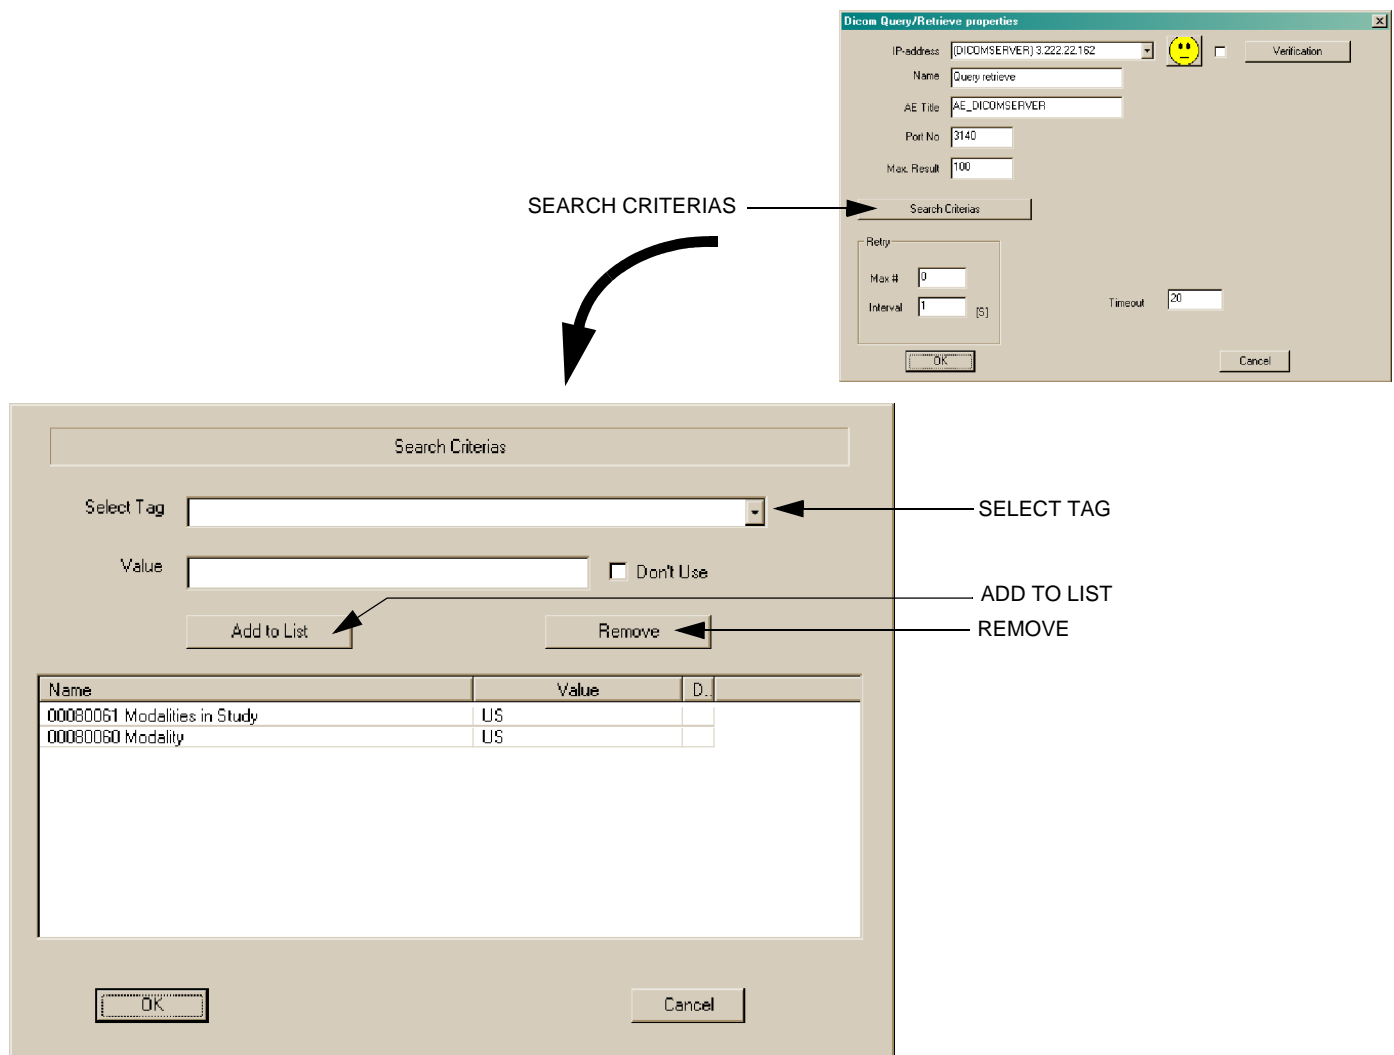 Dicom Query/Retrieve properties
IP-address (DICOMSERVER) 3.222.22.162 Verification
Name Query retrieve
AE Title AE_DICOMSERVER
Port No 3140
Max. Result 100
SEARCH CRITERIAS
Search Criterias
Retry
Max # 0
Interval 1 [S]
Timeout 20
OK Cancel
Search Criterias
Select Tag
SELECT TAG
Value Don't Use
ADD TO LIST
Add to List Remove
REMOVE
Name Value D..
00080061 Modalities in Study US
00080060 Modality US
OK Cancel